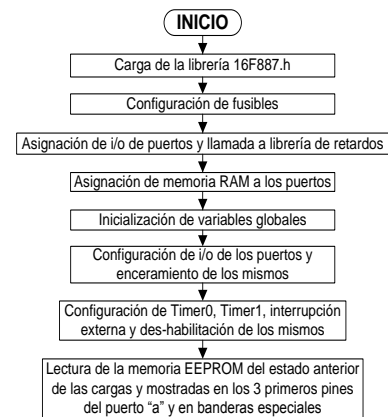 INICIO
Carga de la librería 16F887.h
Configuración de fusibles
Asignación de i/o de puertos y llamada a librería de retardos
Asignación de memoria RAM a los puertos
Inicialización de variables globales
Configuración de i/o de los puertos y
enceramiento de los mismos
Configuración de Timer0, Timer1, interrupción
externa y des-habilitación de los mismos
Lectura de la memoria EEPROM del estado anterior
de las cargas y mostradas en los 3 primeros pines
del puerto “a” y en banderas especiales